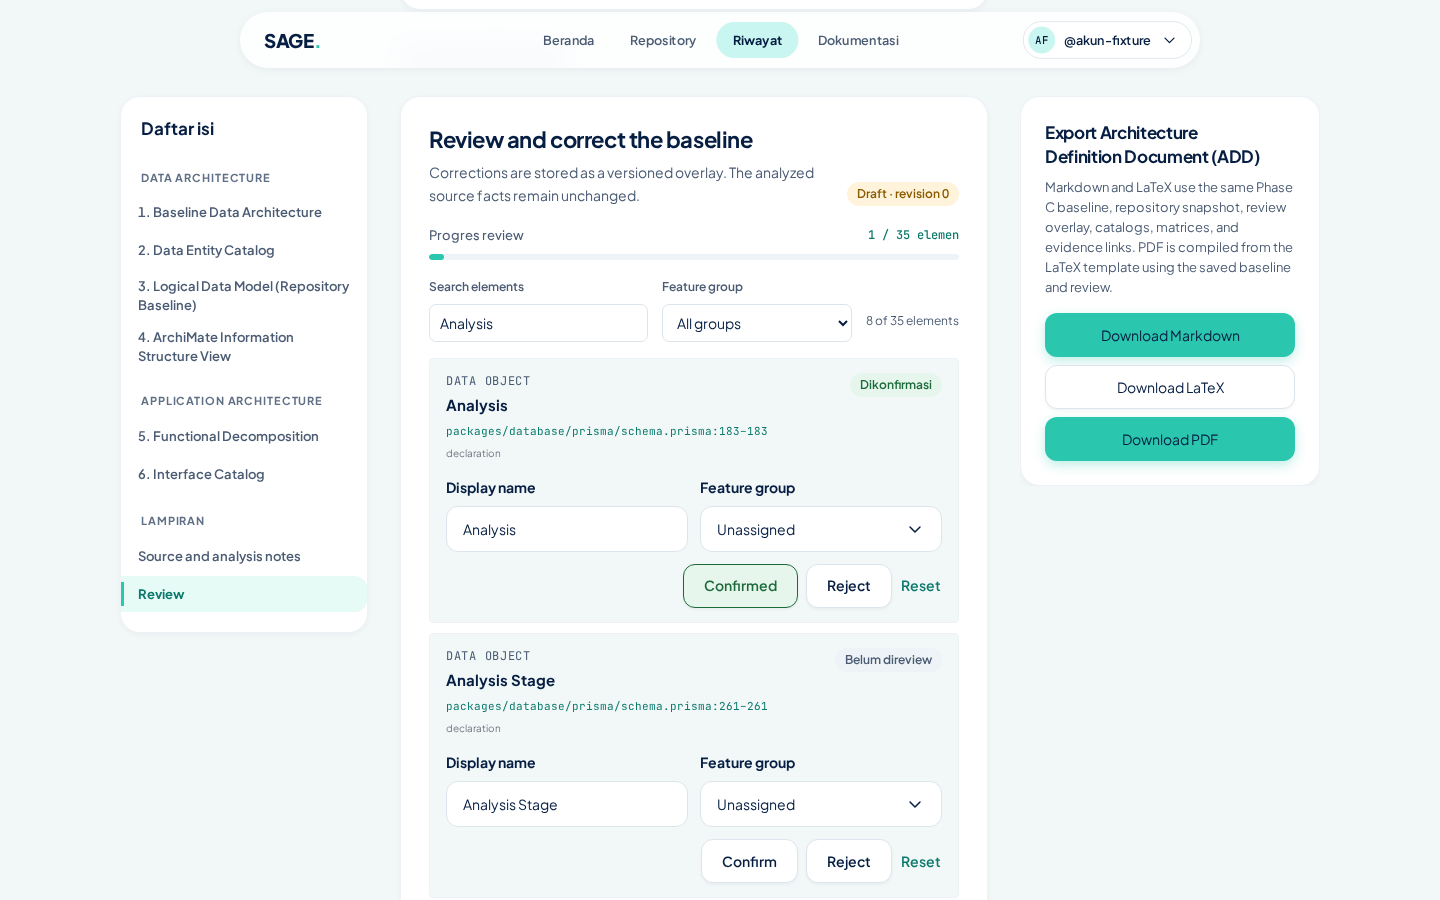 SAGE.
Beranda
Repository
Riwayat
Dokumentasi
AF
@akun-fixture
Daftar isi
DATA ARCHITECTURE
1. Baseline Data Architecture
2. Data Entity Catalog
3. Logical Data Model (Repository
Baseline)
4. ArchiMate Information
Structure View
APPLICATION ARCHITECTURE
5. Functional Decomposition
6. Interface Catalog
LAMPIRAN
Source and analysis notes
Review
Review and correct the baseline
Corrections are stored as a versioned overlay. The analyzed
source facts remain unchanged.
Draft · revision 0
Progres review
1 / 35 elemen
Search elements
Feature group
Analysis
All groups
8 of 35 elements
DATA OBJECT
Dikonfirmasi
Analysis
packages/database/prisma/schema.prisma:183–183
declaration
Display name
Feature group
Analysis
Unassigned
Confirmed
Reject
Reset
DATA OBJECT
Belum direview
Analysis Stage
packages/database/prisma/schema.prisma:261–261
declaration
Display name
Feature group
Analysis Stage
Unassigned
Confirm
Reject
Reset
Export Architecture
Definition Document (ADD)
Markdown and LaTeX use the same Phase
C baseline, repository snapshot, review
overlay, catalogs, matrices, and
evidence links. PDF is compiled from the
LaTeX template using the saved baseline
and review.
Download Markdown
Download LaTeX
Download PDF